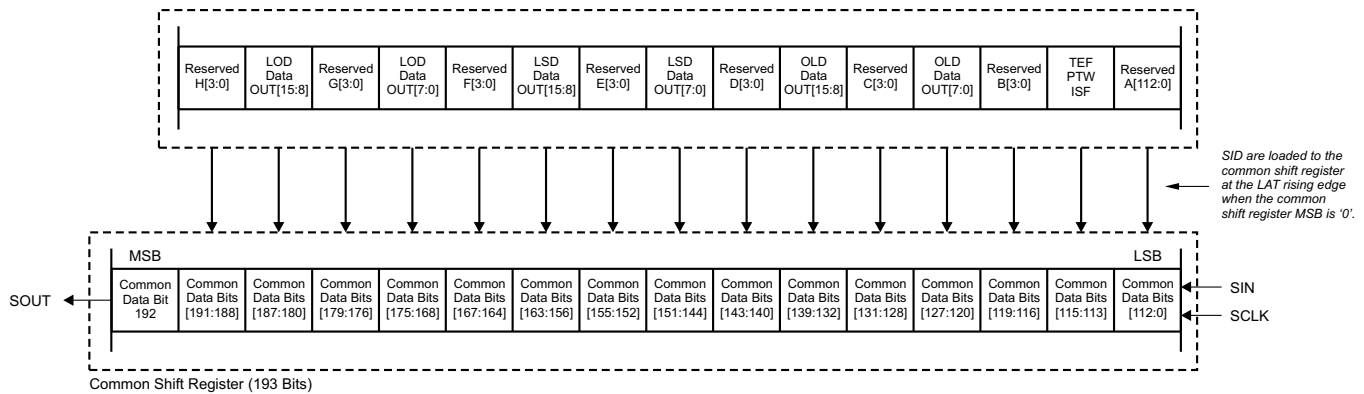 Reserved
H[3:0]
LOD
Data
OUT[15:8]
Reserved
G[3:0]
LOD
Data
OUT[7:0]
Reserved
F[3:0]
LSD
Data
OUT[15:8]
Reserved
E[3:0]
LSD
Data
OUT[7:0]
Reserved
D[3:0]
OLD
Data
OUT[15:8]
Reserved
C[3:0]
OLD
Data
OUT[7:0]
Reserved
B[3:0]
TEF
PTW
ISF
Reserved
A[112:0]
SID are loaded to the
common shift register
at the LAT rising edge
when the common
shift register MSB is ‘0’.
MSB
LSB
SOUT
Common
Data Bit
192
Common
Data Bits
[191:188]
Common
Data Bits
[187:180]
Common
Data Bits
[179:176]
Common
Data Bits
[175:168]
Common
Data Bits
[167:164]
Common
Data Bits
[163:156]
Common
Data Bits
[155:152]
Common
Data Bits
[151:144]
Common
Data Bits
[143:140]
Common
Data Bits
[139:132]
Common
Data Bits
[131:128]
Common
Data Bits
[127:120]
Common
Data Bits
[119:116]
Common
Data Bits
[115:113]
Common
Data Bits
[112:0]
SIN
SCLK
Common Shift Register (193 Bits)